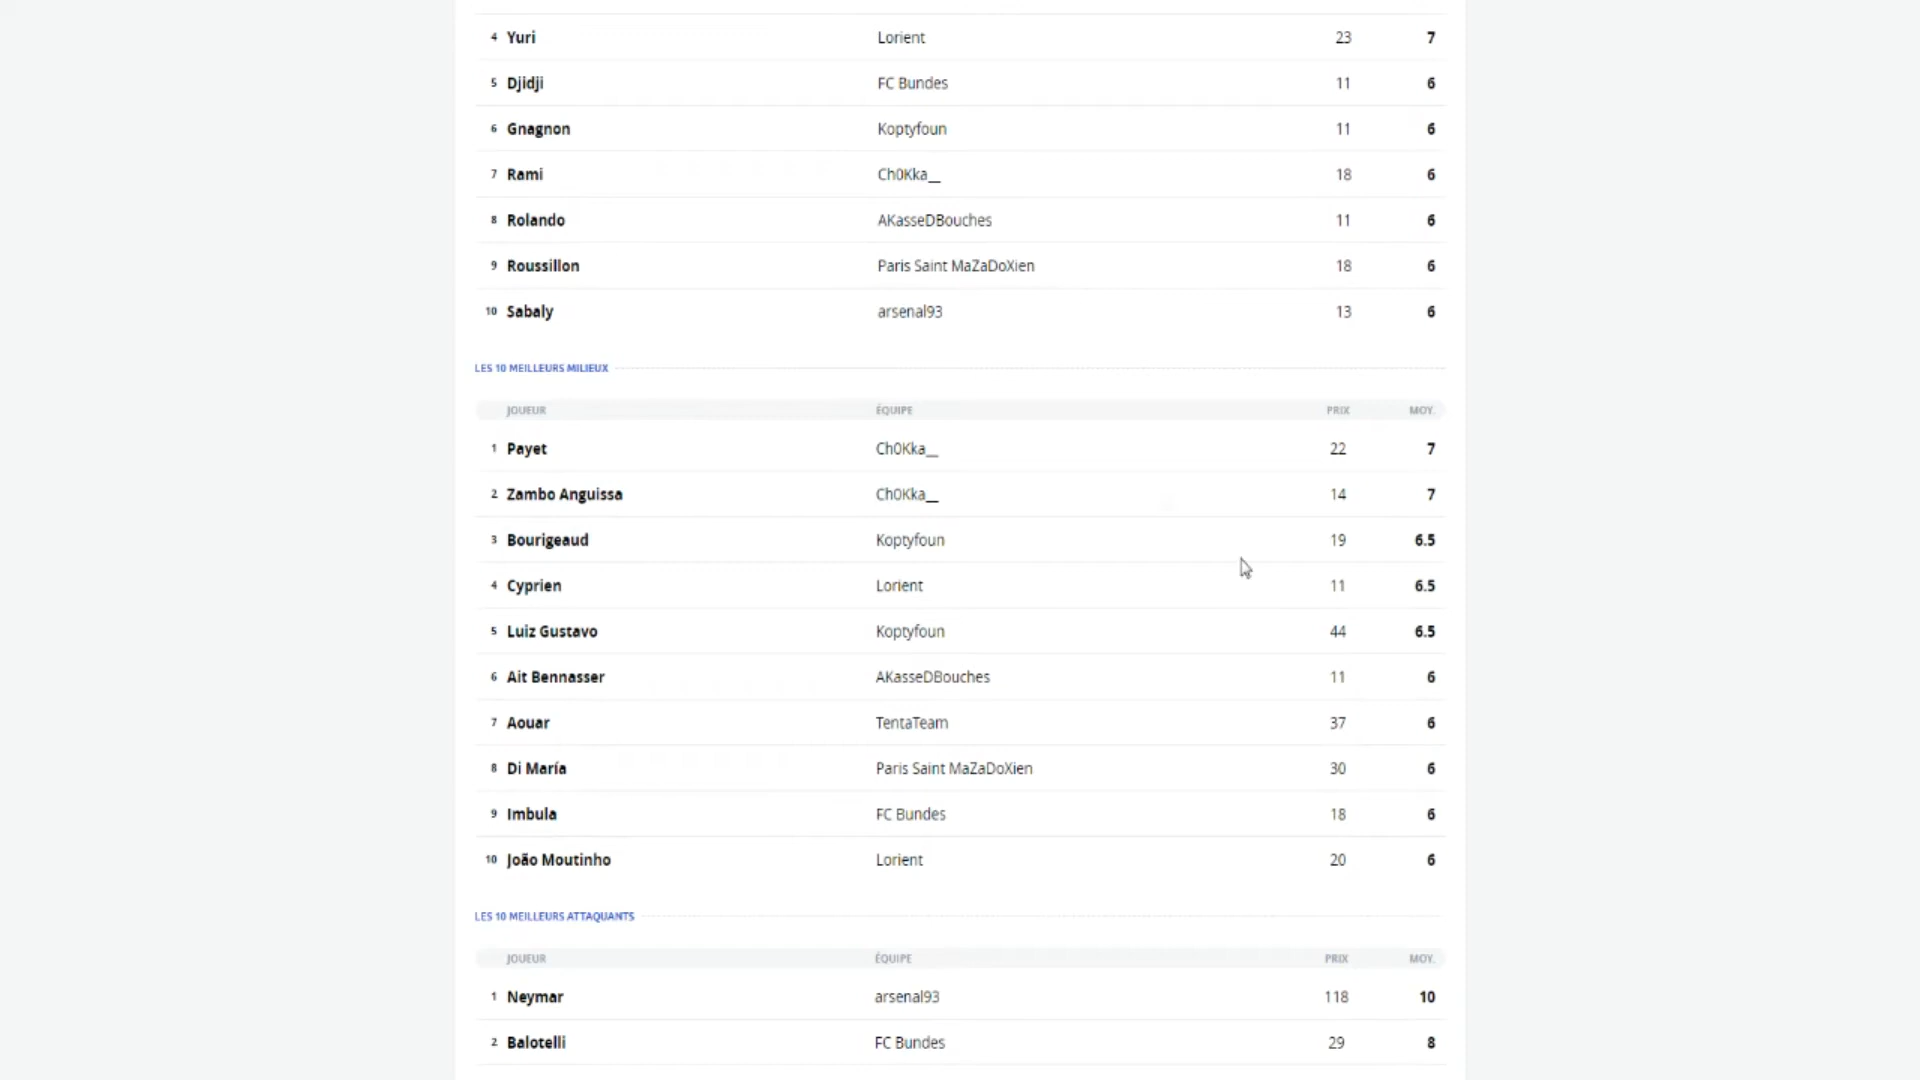 4 Yuri Lorient 23 7
5 Djidji FC Bundes 11 6
6 Gnagnon Koptyfoun 11 6
7 Rami Ch0Kka__ 18 6
8 Rolando AKasseDBouches 11 6
9 Roussillon Paris Saint MaZaDoXien 18 6
10 Sabaly arsenal93 13 6
LES 10 MEILLEURS MILIEUX
JOUEUR ÉQUIPE PRIX MOY.
1 Payet Ch0Kka__ 22 7
2 Zambo Anguissa Ch0Kka__ 14 7
3 Bourigeaud Koptyfoun 19 6.5
4 Cyprien Lorient 11 6.5
5 Luiz Gustavo Koptyfoun 44 6.5
6 Ait Bennasser AKasseDBouches 11 6
7 Aouar TentaTeam 37 6
8 Di María Paris Saint MaZaDoXien 30 6
9 Imbula FC Bundes 18 6
10 João Moutinho Lorient 20 6
LES 10 MEILLEURS ATTAQUANTS
JOUEUR ÉQUIPE PRIX MOY.
1 Neymar arsenal93 118 10
2 Balotelli FC Bundes 29 8